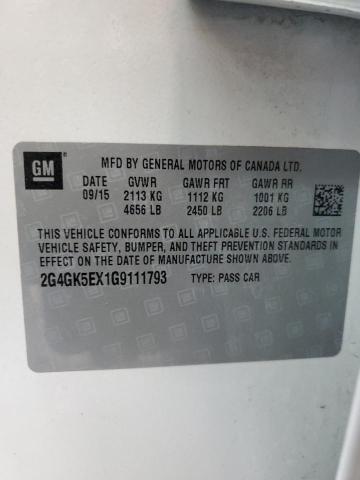 GM
MFD BY GENERAL MOTORS OF CANADA LTD.
DATE GVWR GAWR FRT GAWR RR
09/15 2113 KG 1112 KG 1001 KG
4656 LB 2450 LB 2206 LB
THIS VEHICLE CONFORMS TO ALL APPLICABLE U.S. FEDERAL MOTOR
VEHICLE SAFETY, BUMPER, AND THEFT PREVENTION STANDARDS
IN EFFECT ON THE DATE OF MANUFACTURE SHOWN ABOVE.
2G4GK5EX1G9111793 TYPE: PASS CAR